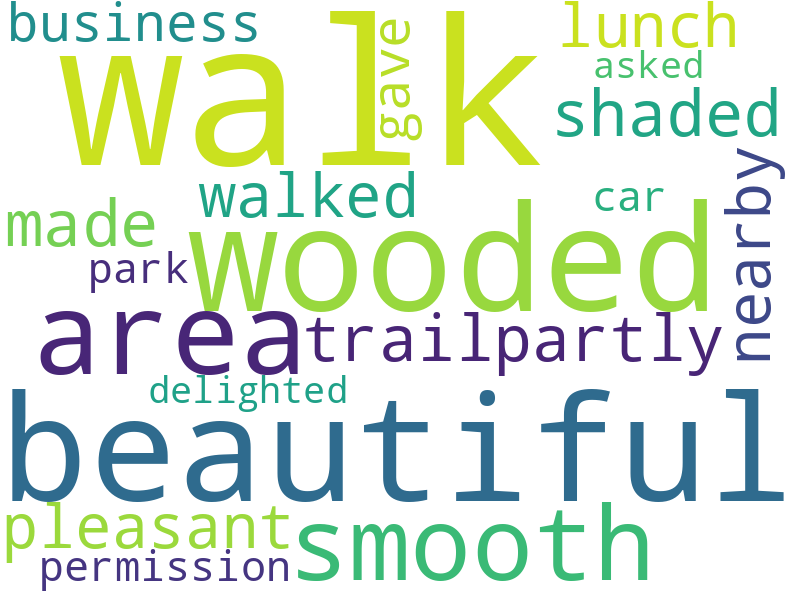 business
lunch
walk
gave
asked
shaded
walked
car
nearby
made
wooded
park
area
trailpartly
delighted
beautiful
pleasant
smooth
permission